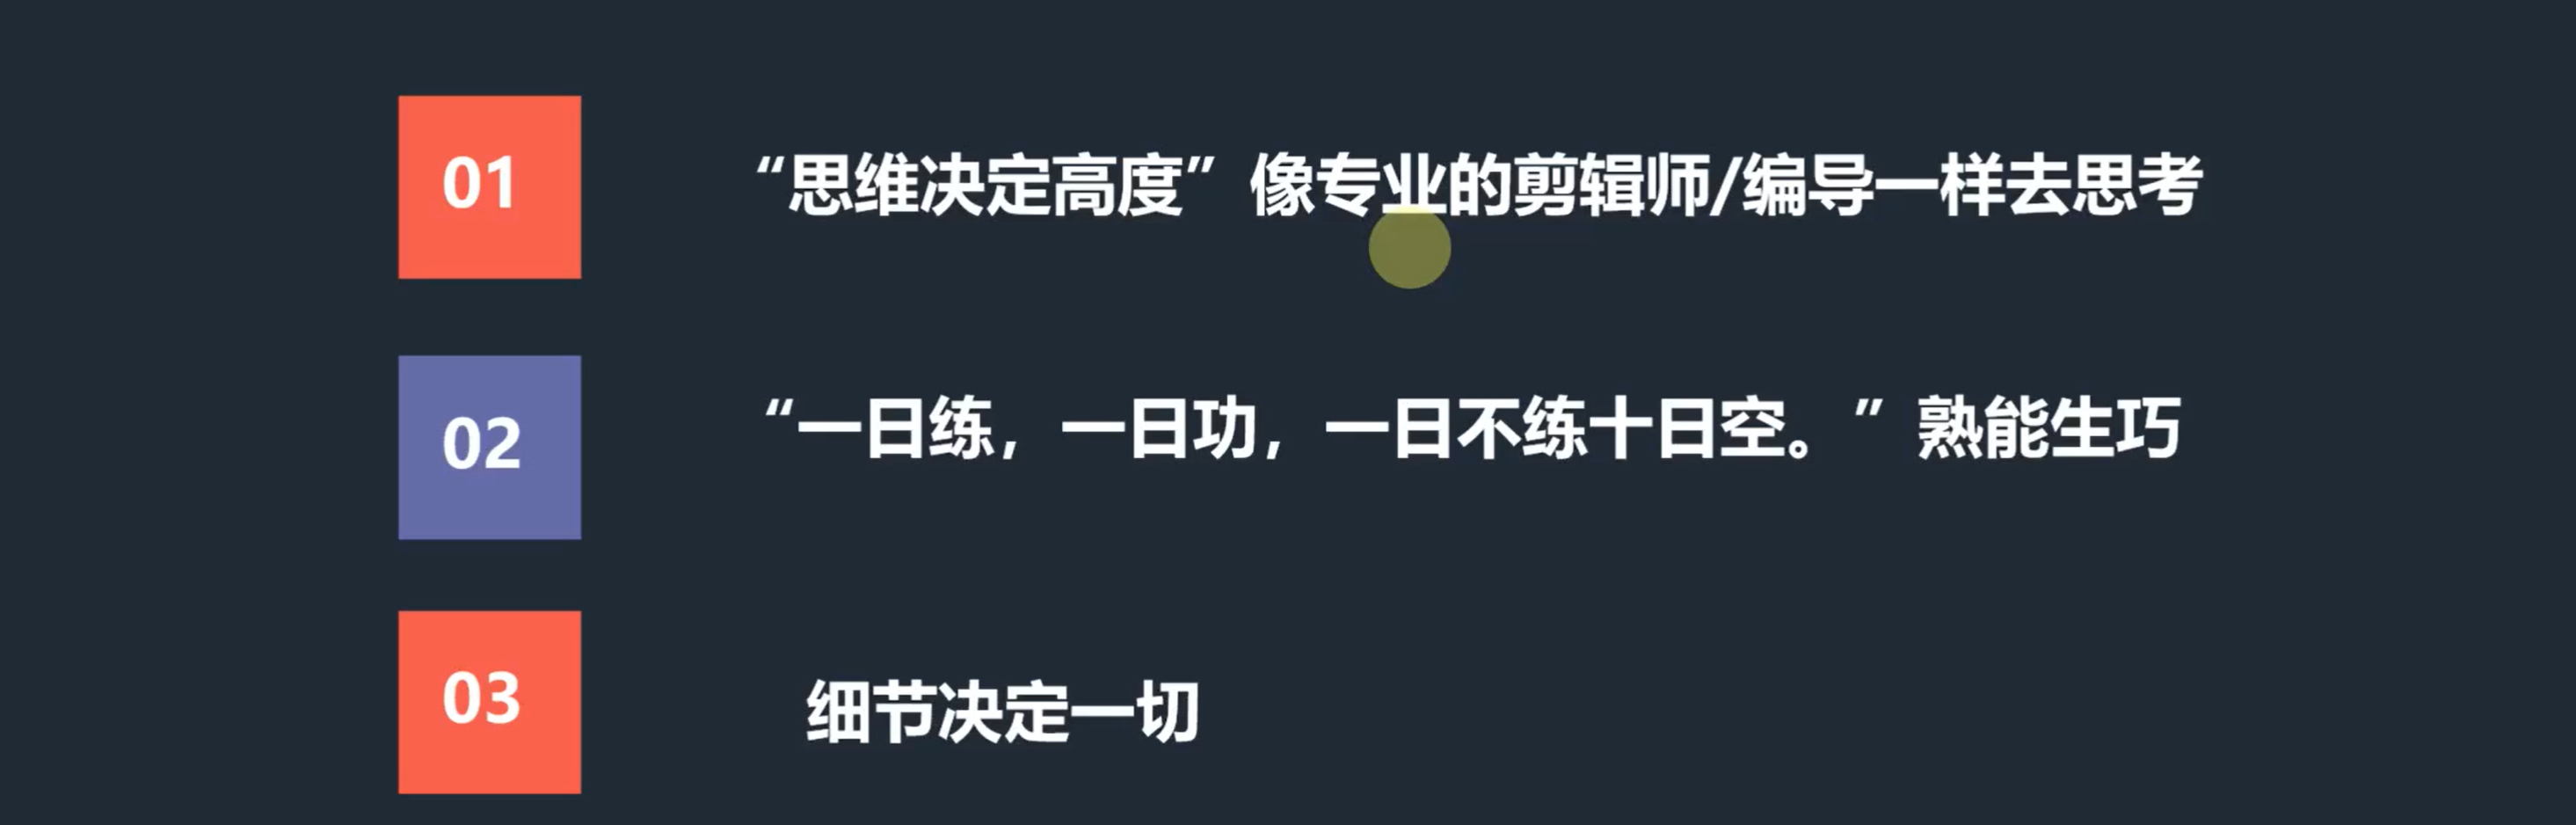 01
“思维决定高度”像专业的剪辑师/编导一样去思考
02
“一日练，一日功，一日不练十日空。”熟能生巧
03
细节决定一切